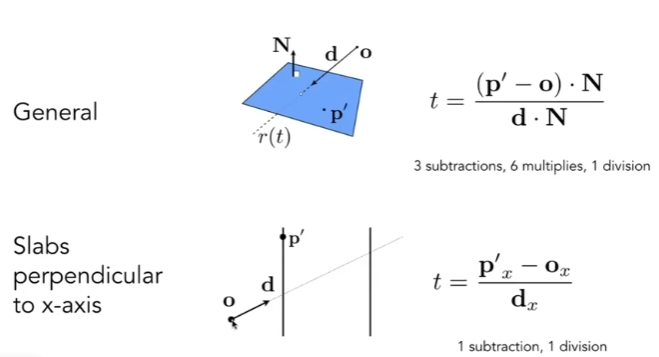 General
N
d
o
p′
r(t)
t = (p′ − o) · N / d · N
3 subtractions, 6 multiplies, 1 division
Slabs
perpendicular
to x-axis
p′
d
o
t = p′ₓ − oₓ / dₓ
1 subtraction, 1 division